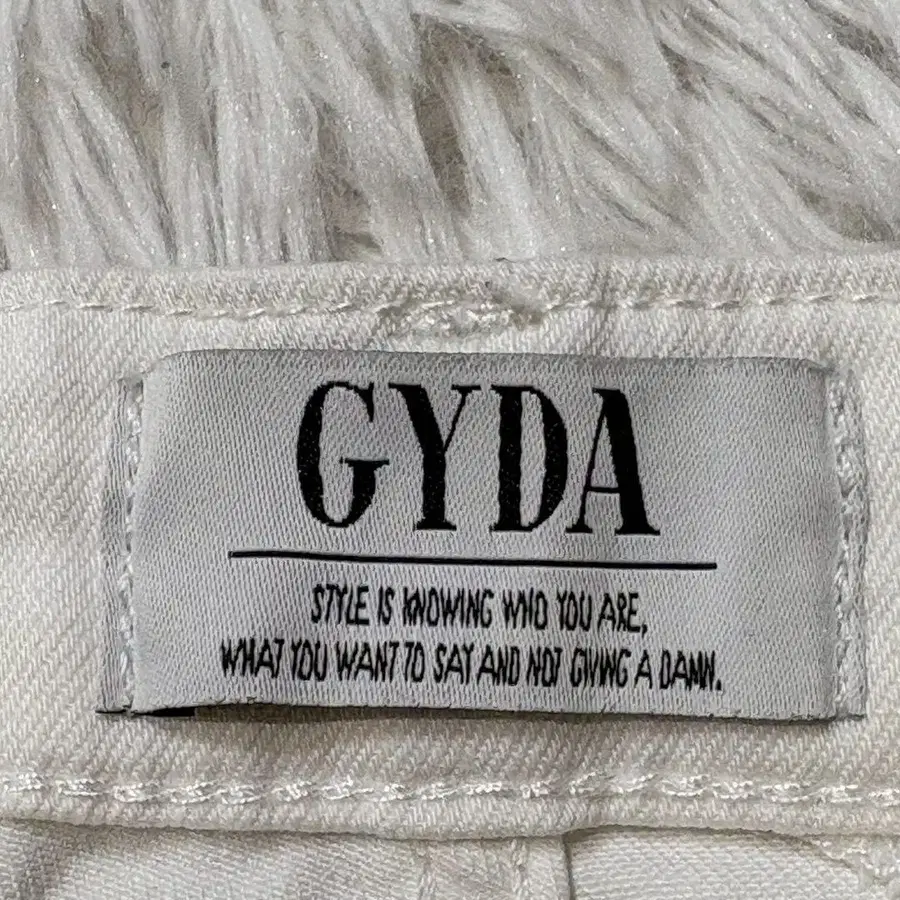 GYDA
STYLE IS KNOWING WHO YOU ARE,
WHAT YOU WANT TO SAY AND NOT GIVING A DAMN.